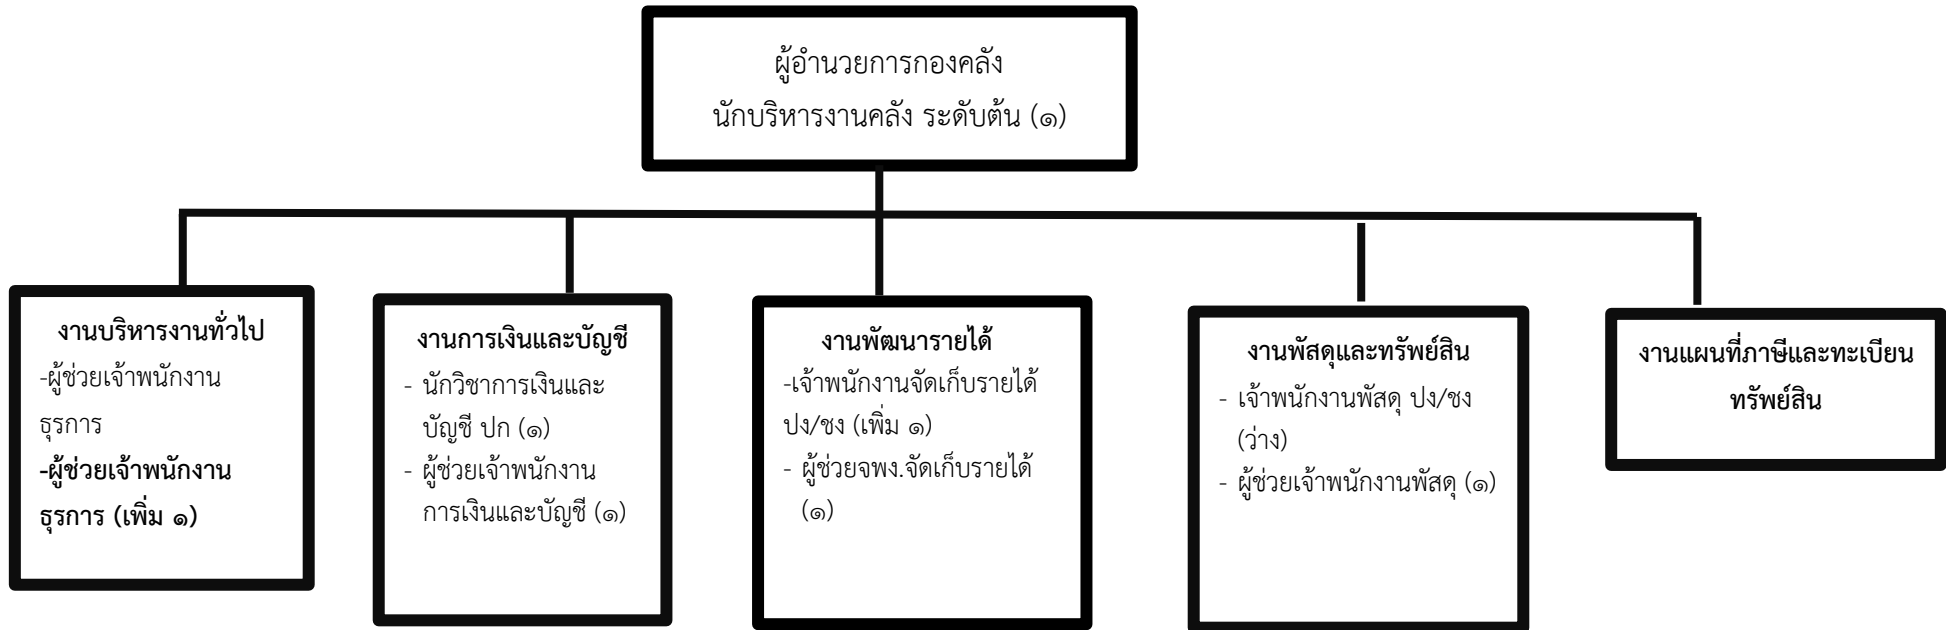 ผู้อำนวยการกองคลัง
นักบริหารงานคลัง ระดับต้น (๑)
งานบริหารงานทั่วไป
-ผู้ช่วยเจ้าพนักงาน
ธุรการ
-ผู้ช่วยเจ้าพนักงาน
ธุรการ (เพิ่ม ๑)
งานการเงินและบัญชี
- นักวิชาการเงินและ
บัญชี ปก (๑)
- ผู้ช่วยเจ้าพนักงาน
การเงินและบัญชี (๑)
งานพัฒนารายได้
-เจ้าพนักงานจัดเก็บรายได้
ปง/ชง (เพิ่ม ๑)
- ผู้ช่วยจพง.จัดเก็บรายได้
(๑)
งานพัสดุและทรัพย์สิน
- เจ้าพนักงานพัสดุ ปง/ชง
(ว่าง)
- ผู้ช่วยเจ้าพนักงานพัสดุ (๑)
งานแผนที่ภาษีและทะเบียน
ทรัพย์สิน